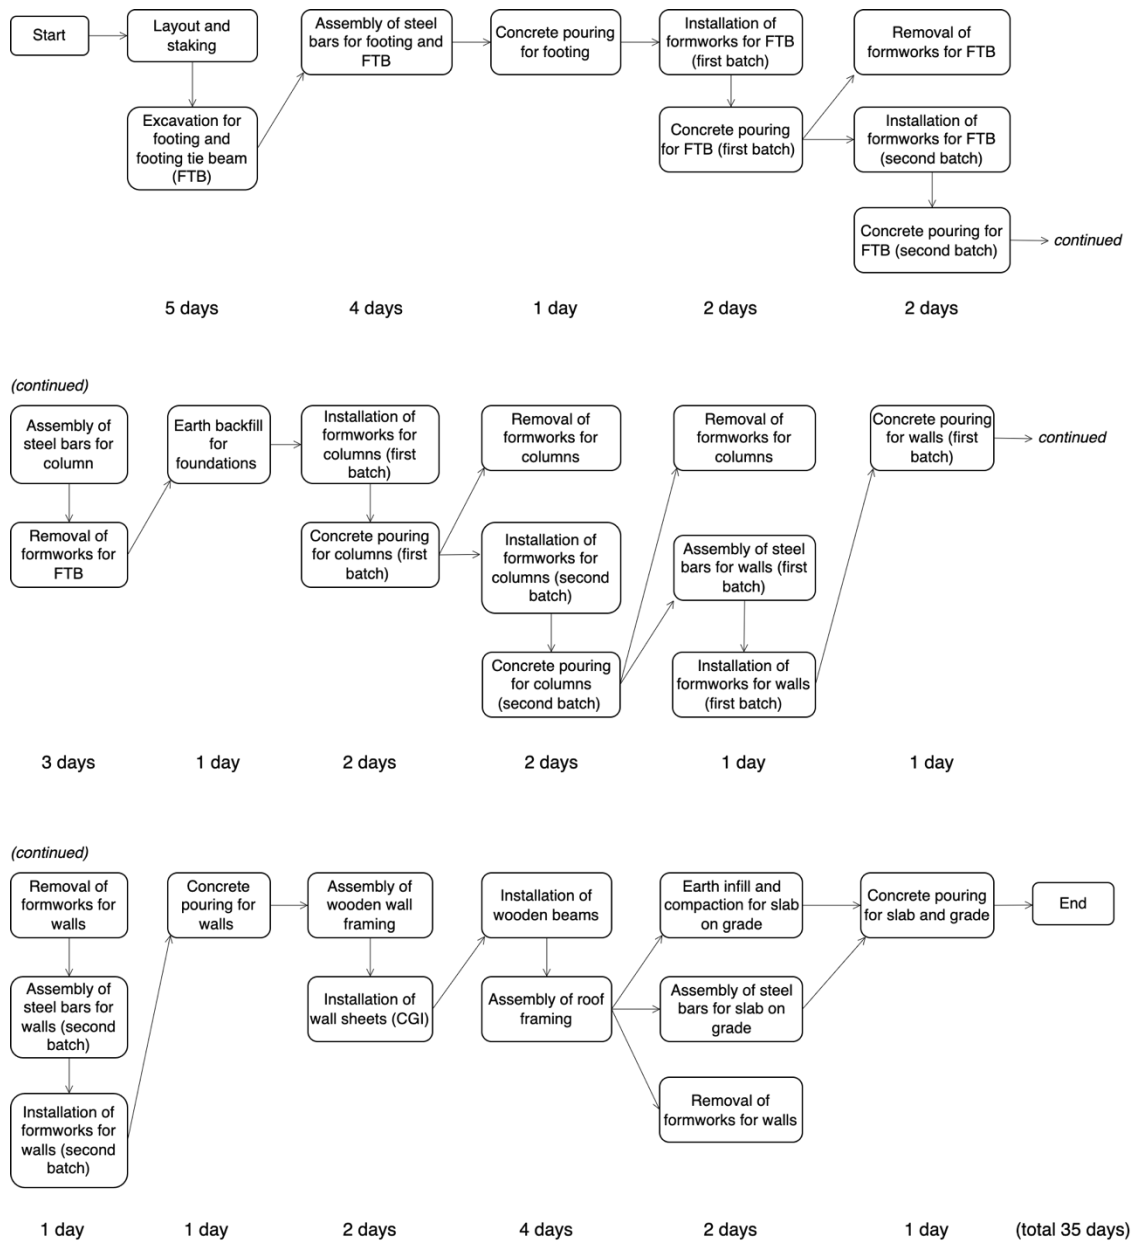 Start
Layout and
staking
Excavation for
footing and
footing tie beam
(FTB)
Assembly of steel
bars for footing and
FTB
Concrete pouring
for footing
Installation of
formworks for FTB
(first batch)
Concrete pouring
for FTB (first batch)
Removal of
formworks for FTB
Installation of
formworks for FTB
(second batch)
Concrete pouring for
FTB (second batch)
continued
5 days
4 days
1 day
2 days
2 days
(continued)
Assembly of
steel bars for
column
Removal of
formworks for
FTB
Earth backfill
for
foundations
Installation of
formworks for
columns (first
batch)
Concrete pouring
for columns (first
batch)
Removal of
formworks for
columns
Installation of
formworks for
columns (second
batch)
Concrete pouring
for columns
(second batch)
Removal of
formworks for
columns
Assembly of steel
bars for walls (first
batch)
Installation of
formworks for walls
(first batch)
Concrete pouring
for walls (first
batch)
continued
3 days
1 day
2 days
2 days
1 day
1 day
(continued)
Removal of
formworks for
walls
Assembly of
steel bars for
walls (second
batch)
Installation of
formworks for
walls (second
batch)
Concrete
pouring for
walls
Assembly of
wooden wall
framing
Installation of
wall sheets (CGI)
Installation of
wooden beams
Assembly of roof
framing
Earth infill and
compaction for slab
on grade
Assembly of steel
bars for slab on
grade
Removal of
formworks for walls
Concrete pouring
for slab and grade
End
1 day
1 day
2 days
4 days
2 days
1 day
(total 35 days)